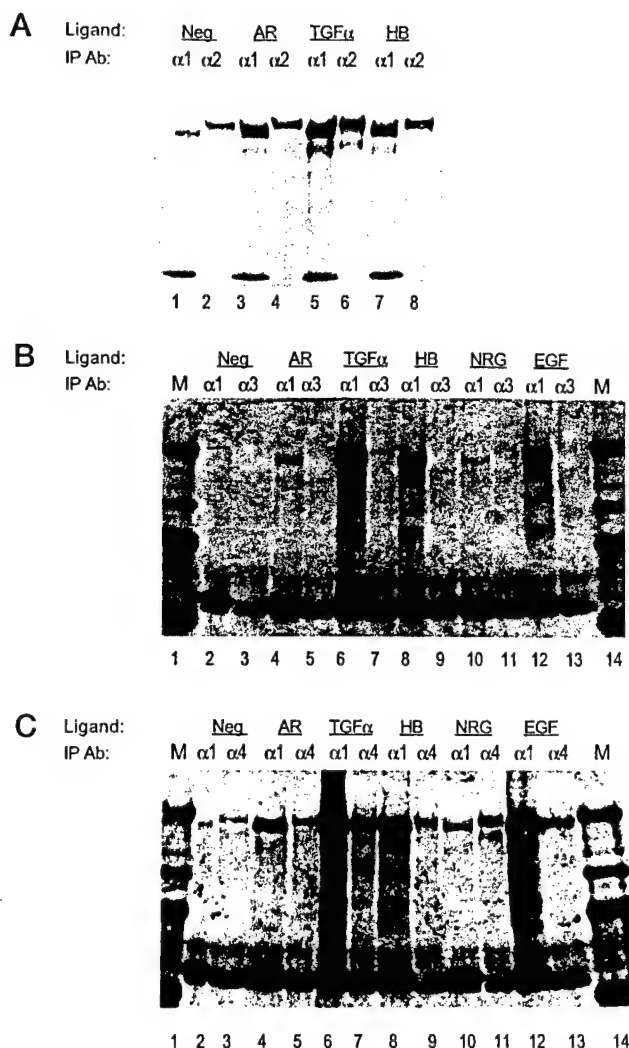 A Ligand: Neg AR TGFα HB
IP Ab: α1 α2 α1 α2 α1 α2 α1 α2
1 2 3 4 5 6 7 8
B Ligand: Neg AR TGFα HB NRG EGF
IP Ab: M α1 α3 α1 α3 α1 α3 α1 α3 α1 α3 α1 α3 M
1 2 3 4 5 6 7 8 9 10 11 12 13 14
C Ligand: Neg AR TGFα HB NRG EGF
IP Ab: M α1 α4 α1 α4 α1 α4 α1 α4 α1 α4 α1 α4 M
1 2 3 4 5 6 7 8 9 10 11 12 13 14